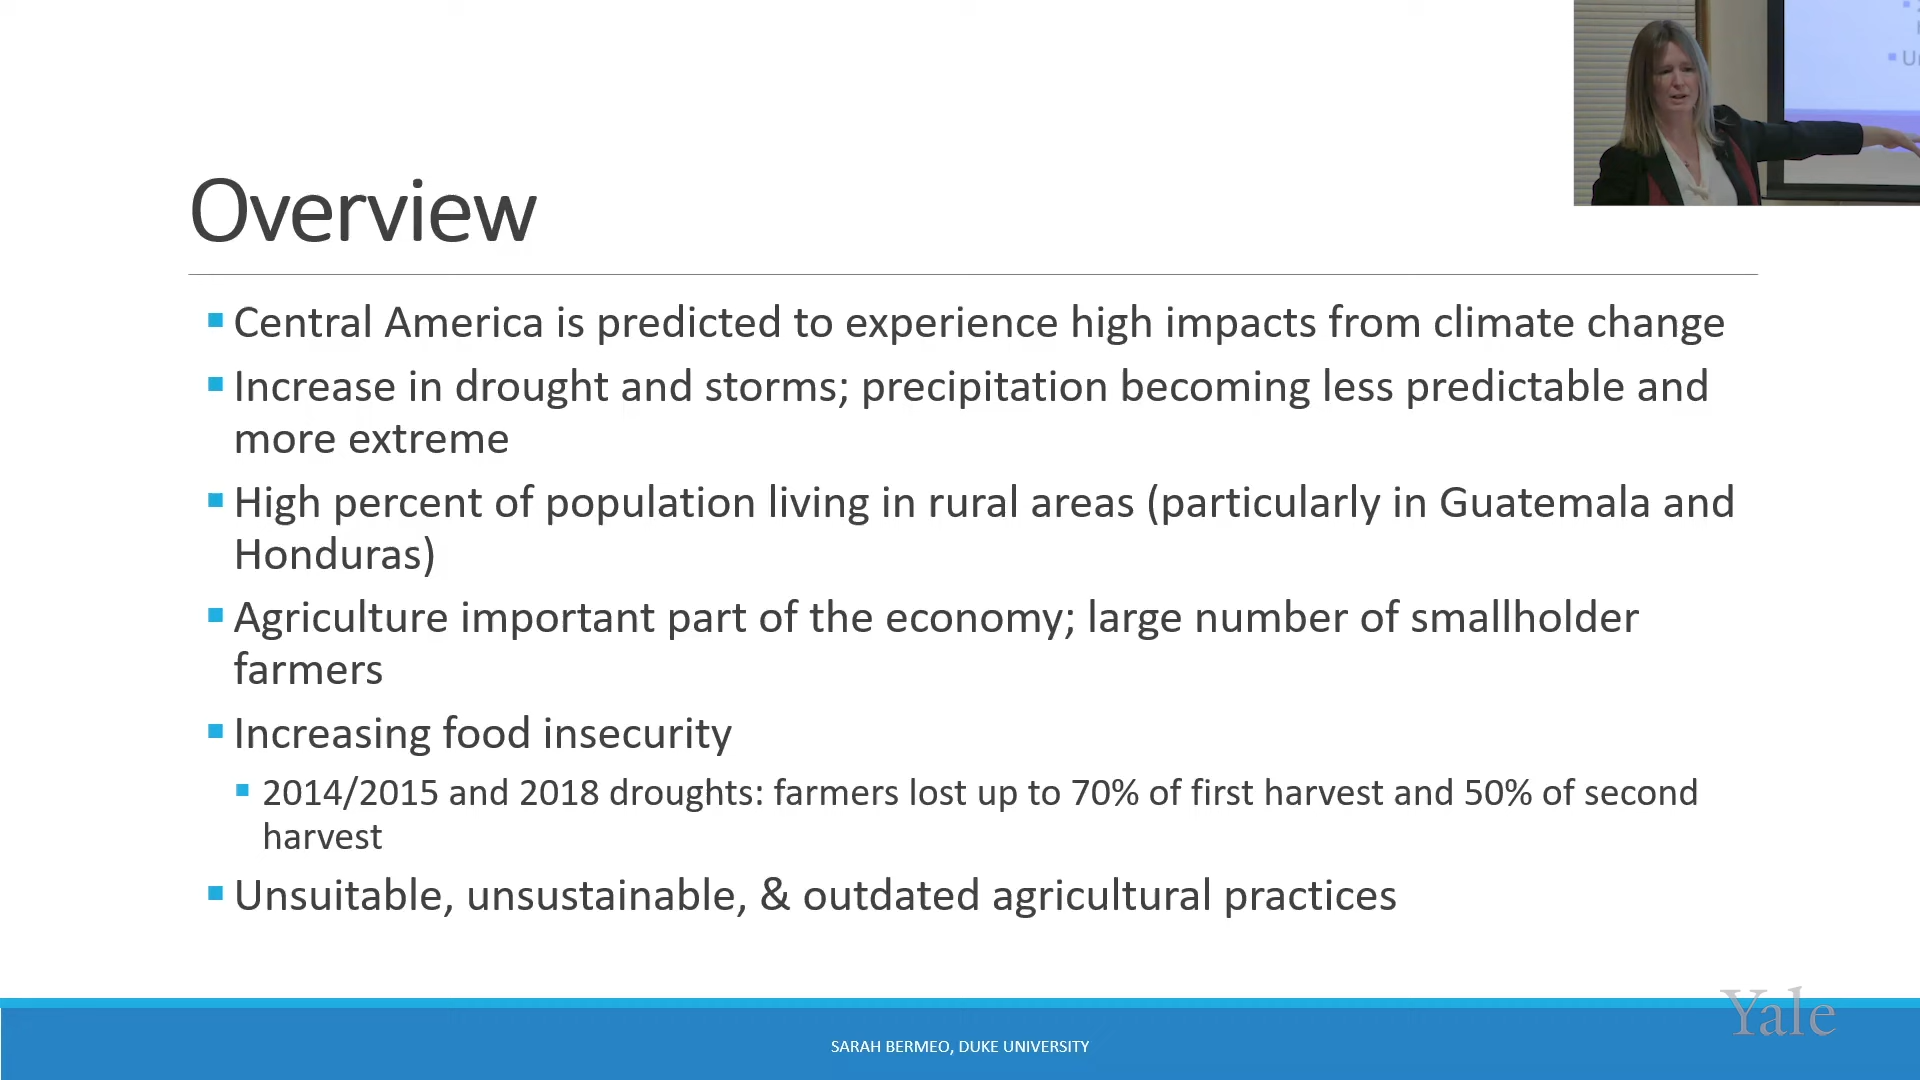 Overview
Central America is predicted to experience high impacts from climate change
Increase in drought and storms; precipitation becoming less predictable and
more extreme
High percent of population living in rural areas (particularly in Guatemala and
Honduras)
Agriculture important part of the economy; large number of smallholder
farmers
Increasing food insecurity
2014/2015 and 2018 droughts: farmers lost up to 70% of first harvest and 50% of second
harvest
Unsuitable, unsustainable, & outdated agricultural practices
Yale
SARAH BERMEO, DUKE UNIVERSITY